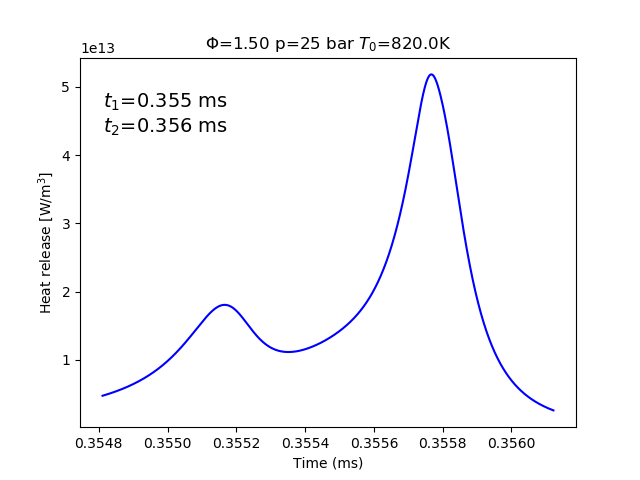 Φ=1.50 p=25 bar T₀=820.0K
1e13
t₁=0.355 ms
t₂=0.356 ms
5
4
3
2
1
Heat release [W/m³]
0.3548 0.3550 0.3552 0.3554 0.3556 0.3558 0.3560
Time (ms)